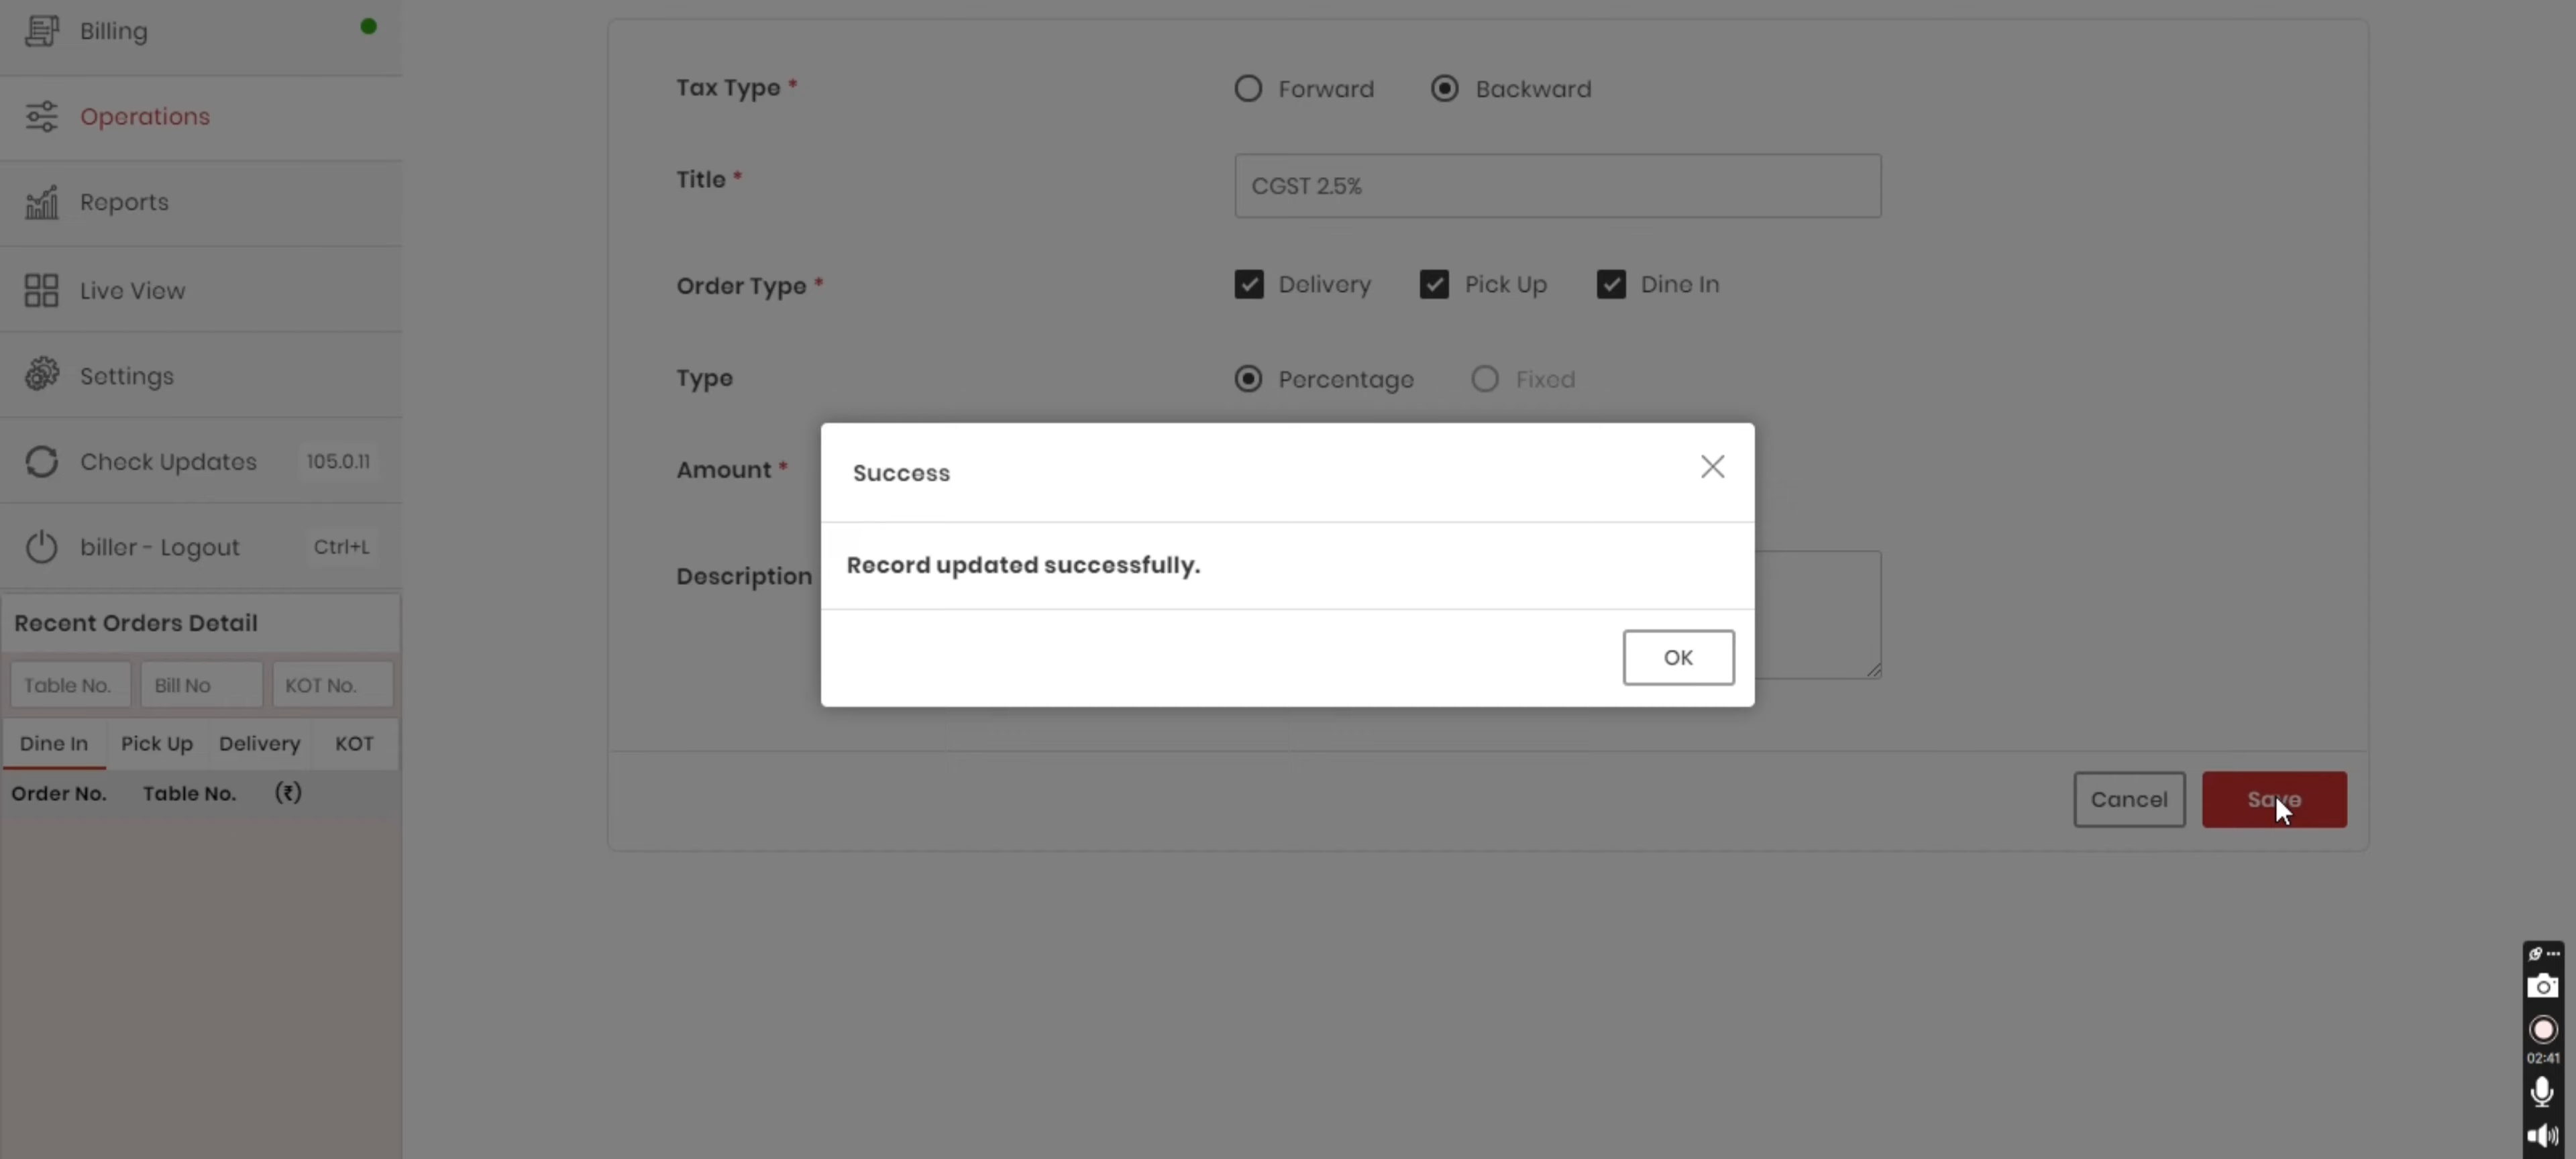 Billing
Operations
Reports
Live View
Settings
Check Updates 105.0.11
biller - Logout Ctrl+L
Recent Orders Detail
Table No. Bill No KOT No.
Dine In Pick Up Delivery KOT
Order No. Table No. (₹)
Tax Type * Forward Backward
Title * CGST 2.5%
Order Type * Delivery Pick Up Dine In
Type Percentage Fixed
Amount *
Description
Success
Record updated successfully.
OK
Cancel Save
02:41